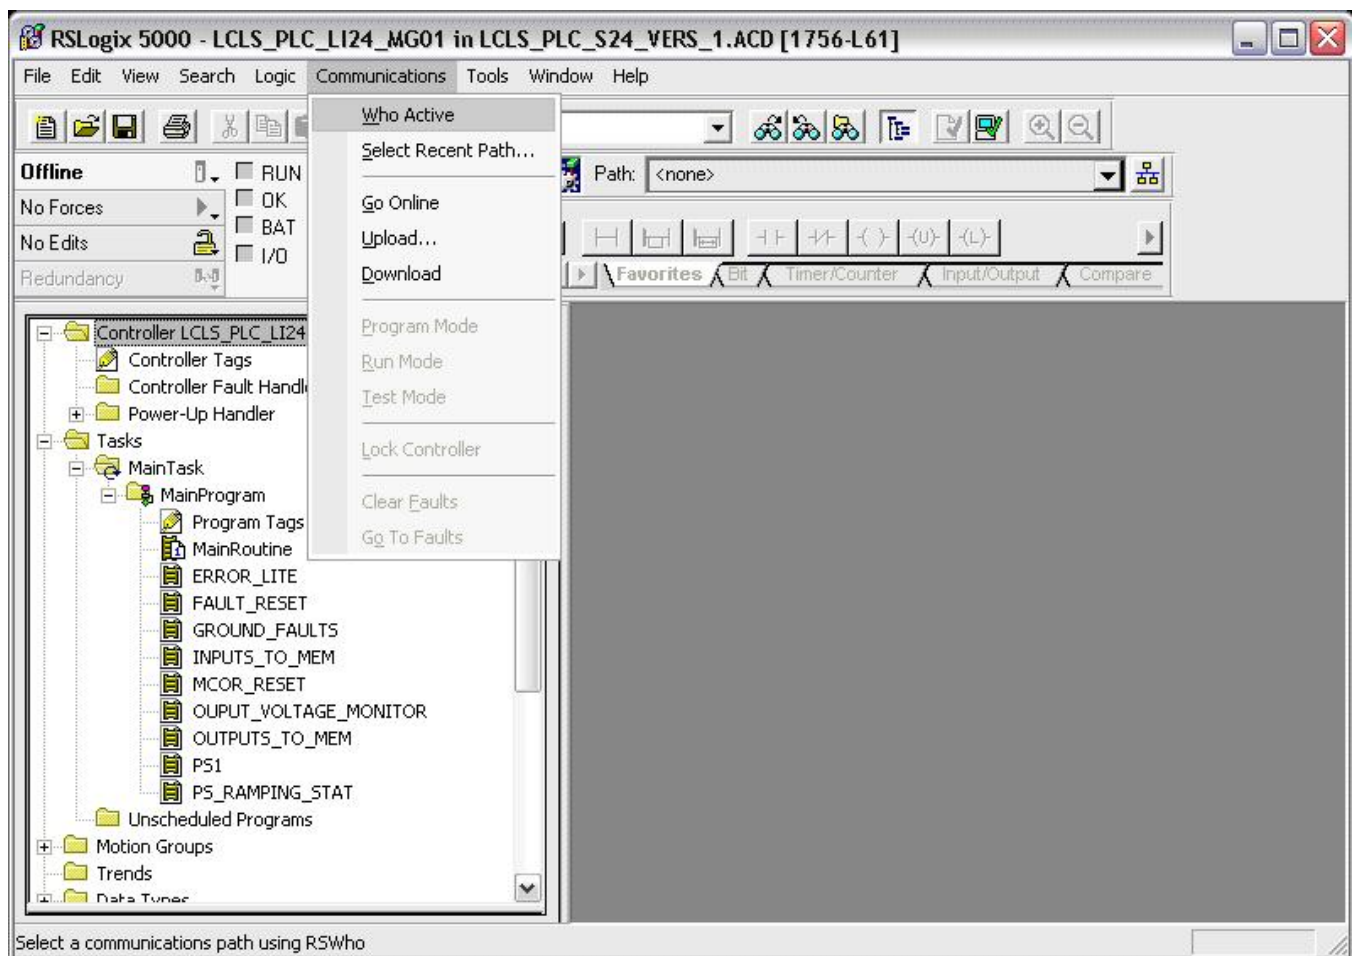 RSLogix 5000 - LCLS_PLC_LI24_MG01 in LCLS_PLC_S24_VERS_1.ACD [1756-L61]
File Edit View Search Logic Communications Tools Window Help
Who Active
Select Recent Path...
Go Online
Upload...
Download
Program Mode
Run Mode
Test Mode
Lock Controller
Clear Faults
Go To Faults
Offline
RUN
No Forces
OK
No Edits
BAT
I/O
Redundancy
Path: <none>
Favorites Bit Timer/Counter Input/Output Compare
Controller LCLS_PLC_LI24
Controller Tags
Controller Fault Handl
Power-Up Handler
Tasks
MainTask
MainProgram
Program Tags
MainRoutine
ERROR_LITE
FAULT_RESET
GROUND_FAULTS
INPUTS_TO_MEM
MCOR_RESET
OUPUT_VOLTAGE_MONITOR
OUTPUTS_TO_MEM
PS1
PS_RAMPING_STAT
Unscheduled Programs
Motion Groups
Trends
Data Types
Select a communications path using RSWho